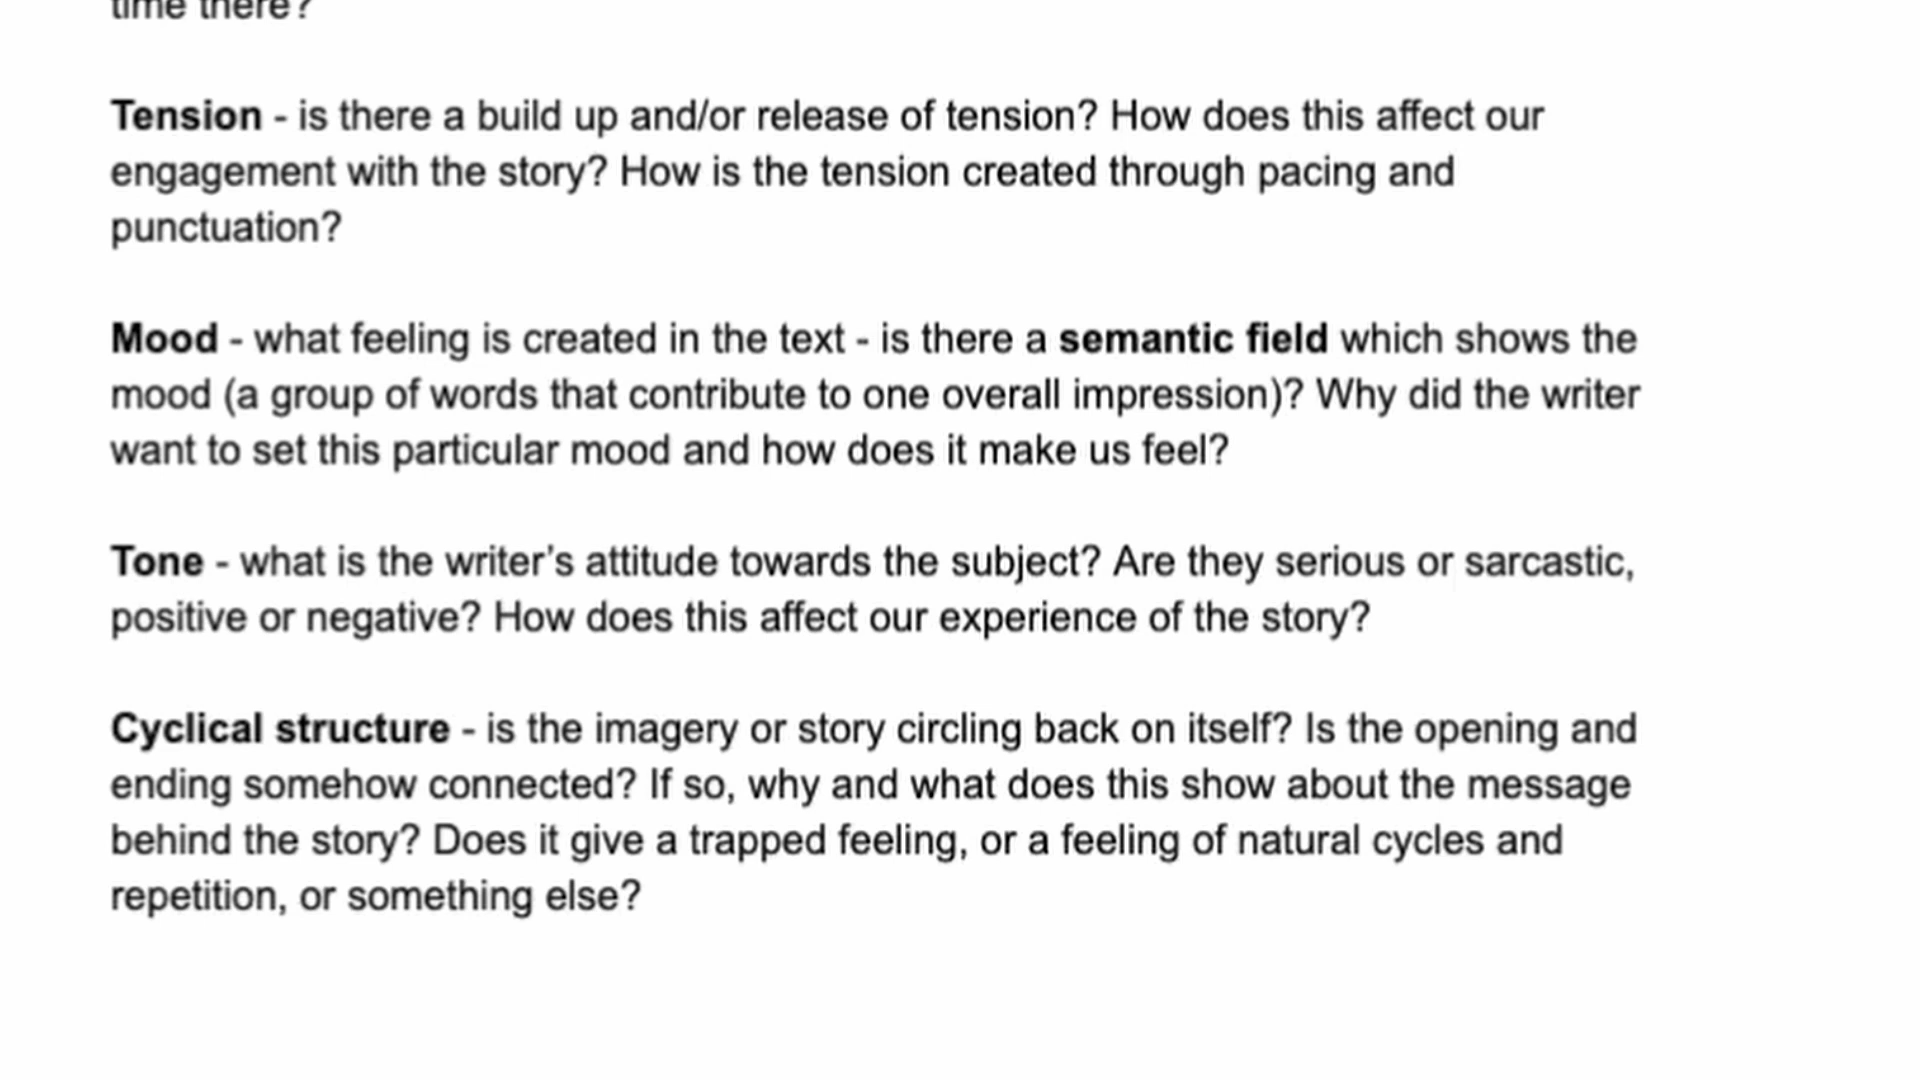 time there?
Tension - is there a build up and/or release of tension? How does this affect our
engagement with the story? How is the tension created through pacing and
punctuation?
Mood - what feeling is created in the text - is there a semantic field which shows the
mood (a group of words that contribute to one overall impression)? Why did the writer
want to set this particular mood and how does it make us feel?
Tone - what is the writer’s attitude towards the subject? Are they serious or sarcastic,
positive or negative? How does this affect our experience of the story?
Cyclical structure - is the imagery or story circling back on itself? Is the opening and
ending somehow connected? If so, why and what does this show about the message
behind the story? Does it give a trapped feeling, or a feeling of natural cycles and
repetition, or something else?